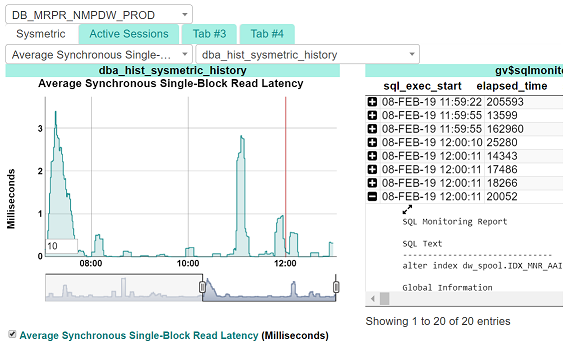 DB_MRPR_NMPDW_PROD
Sysmetric Active Sessions Tab #3 Tab #4
Average Synchronous Single-... dba_hist_sysmetric_history
dba_hist_sysmetric_history
Average Synchronous Single-Block Read Latency
Milliseconds
3
2
1
0
10
08:00 10:00 12:00
Average Synchronous Single-Block Read Latency (Milliseconds)
gv$sqlmonito
sql_exec_start elapsed_time
08-FEB-19 11:59:22 205593
08-FEB-19 11:59:55 13599
08-FEB-19 11:59:55 162960
08-FEB-19 12:00:10 25280
08-FEB-19 12:00:11 14343
08-FEB-19 12:00:11 17486
08-FEB-19 12:00:11 18266
08-FEB-19 12:00:11 20052
SQL Monitoring Report
SQL Text
------------------------------
alter index dw_spool.IDX_MNR_AAI
Global Information
Showing 1 to 20 of 20 entries